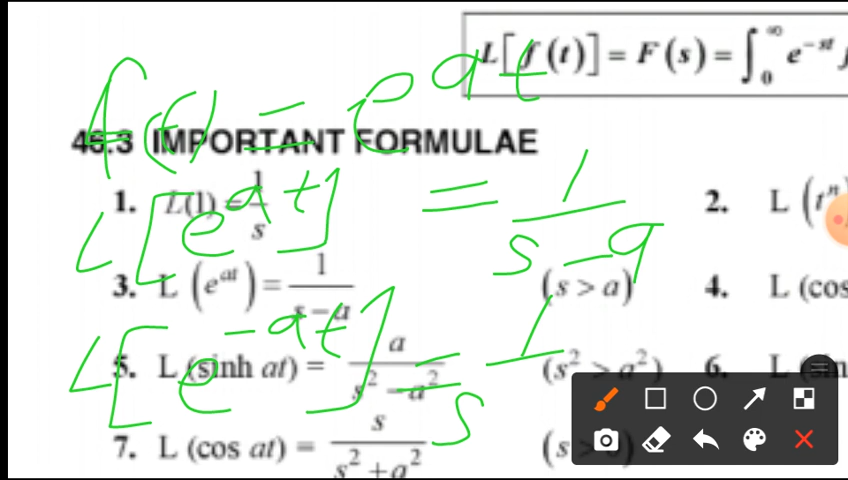 L[f(t)] = F(s) = ∫₀^∞ e^{-st}
f(t) = e^{at}
46.3 IMPORTANT FORMULAE
1. L(1) = 1/s
2. L (t^n
L[e^{at}] = 1/s-a
3. L (e^{at}) = 1/s-a (s > a)
4. L (cos
L[e^{-at}] = 1/s
5. L (sinh at) = a/s² - a² (s² > a²)
6. L
7. L (cos at) = s/s² + a² (s >